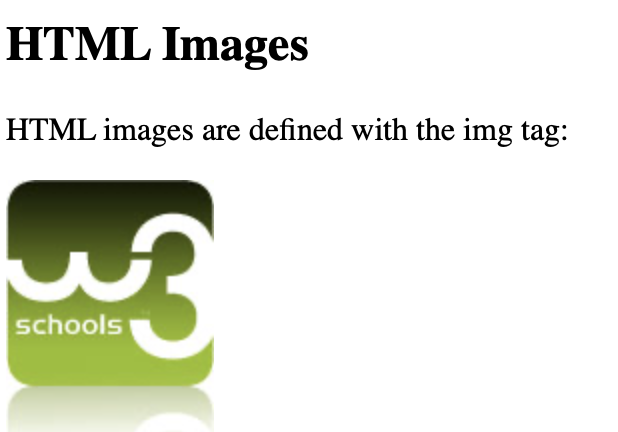 HTML Images
HTML images are defined with the img tag:
w3
schools